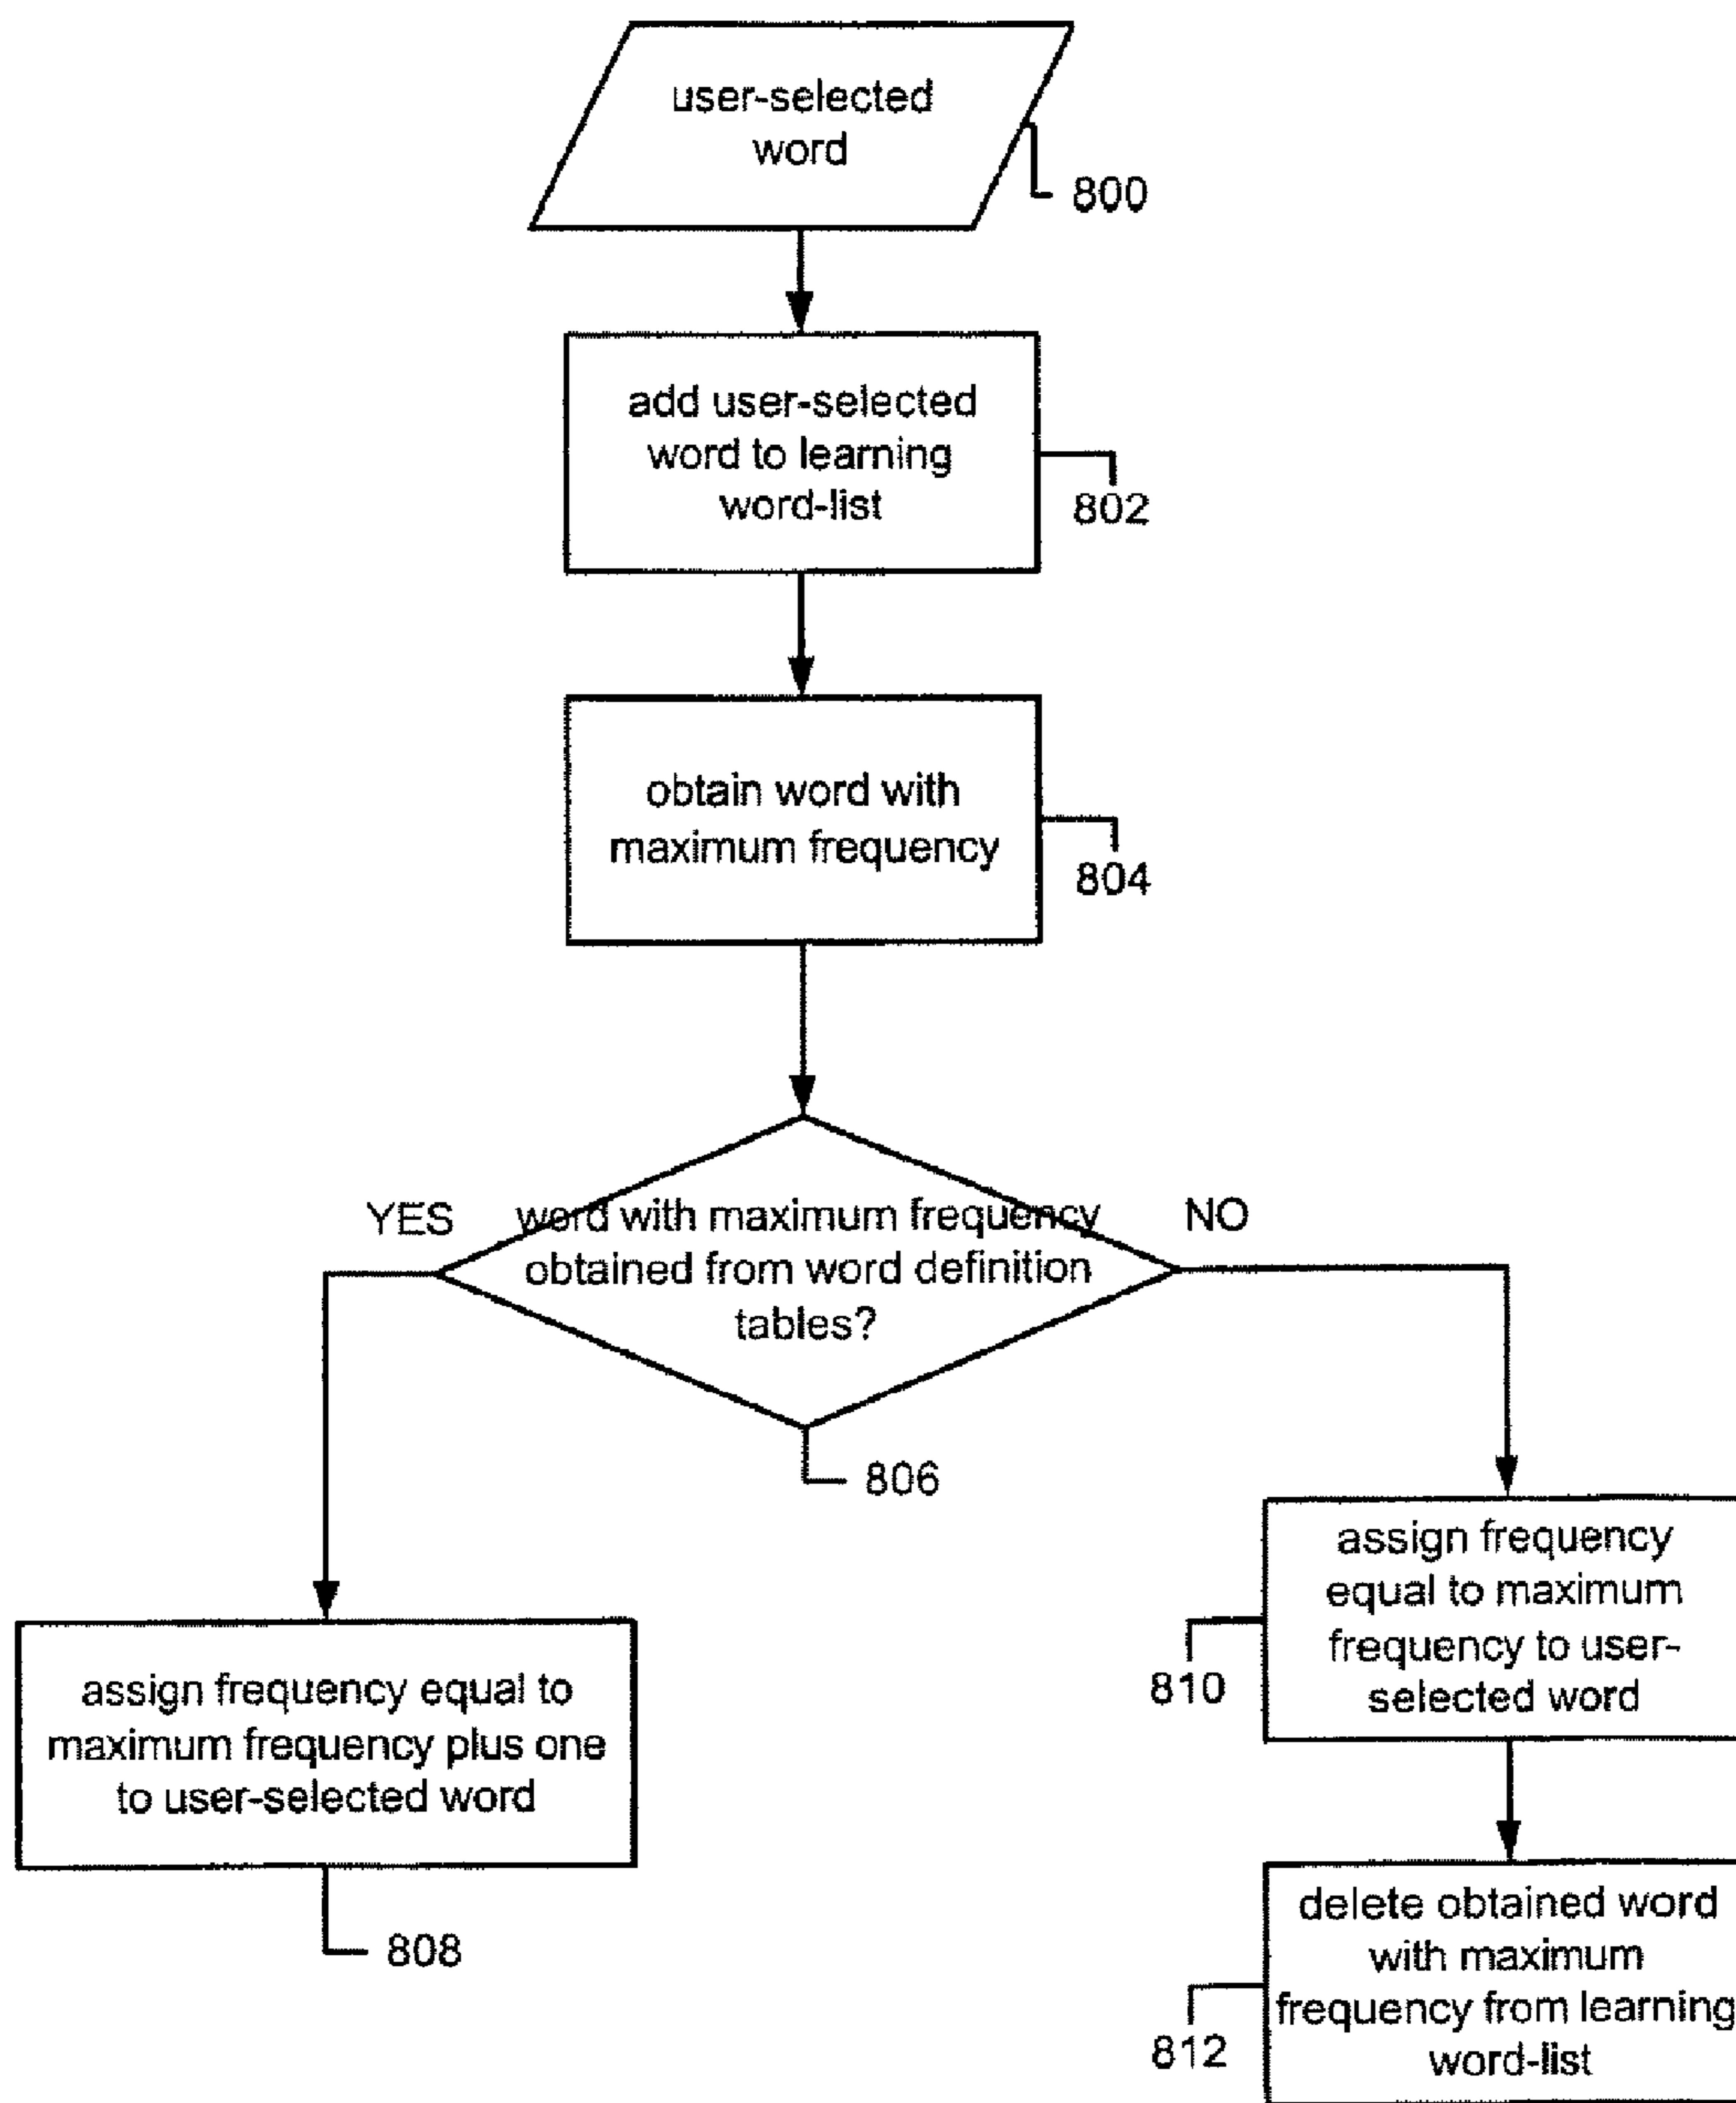 user-selected
word
800
add user-selected
word to learning
word-list
802
obtain word with
maximum frequency
804
YES
word with maximum frequency
obtained from word definition
tables?
NO
806
assign frequency equal to
maximum frequency plus one
to user-selected word
808
assign frequency
equal to maximum
frequency to user-
selected word
810
delete obtained word
with maximum
frequency from learning
word-list
812